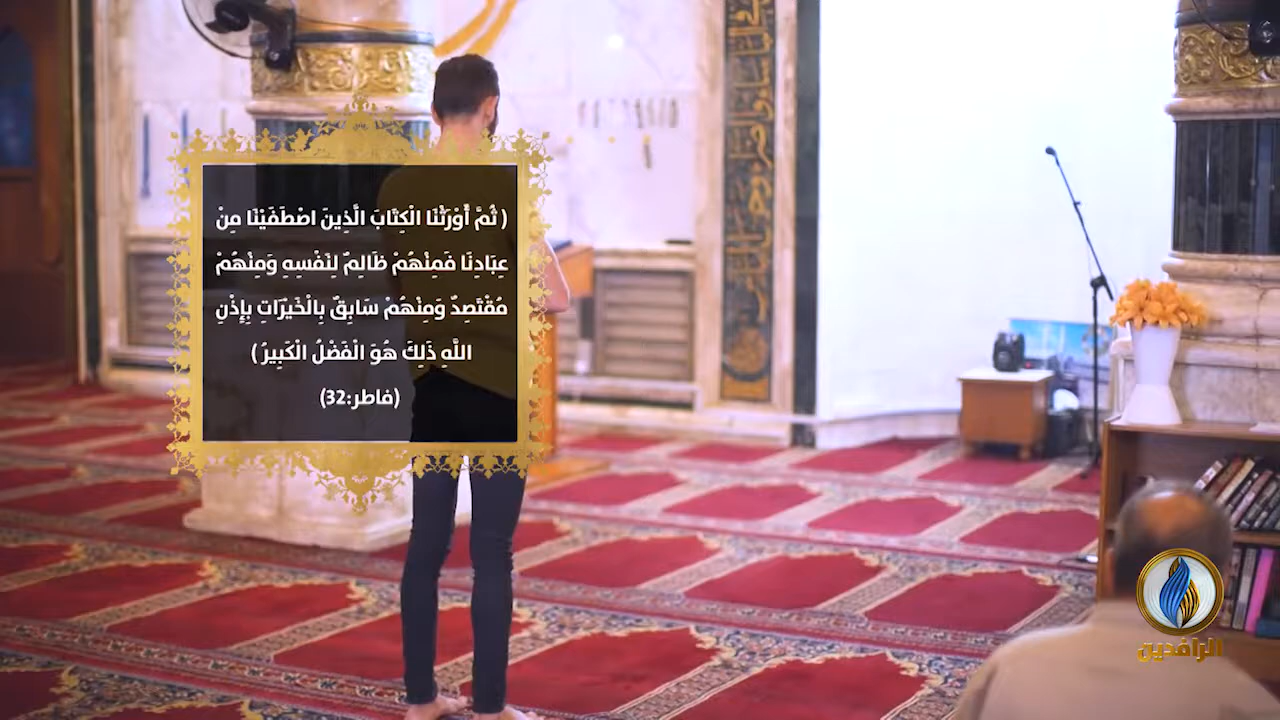 ( ثُمَّ أَوْرَثْنَا الْكِتَابَ الَّذِينَ اصْطَفَيْنَا مِنْ
عِبَادِنَا فَمِنْهُمْ ظَالِمٌ لِنَفْسِهِ وَمِنْهُمْ
مُقْتَصِدٌ وَمِنْهُمْ سَابِقٌ بِالْخَيْرَاتِ بِإِذْنِ
اللَّهِ ذَلِكَ هُوَ الْفَضْلُ الْكَبِيرُ )
(فاطر:32)
الرافدين